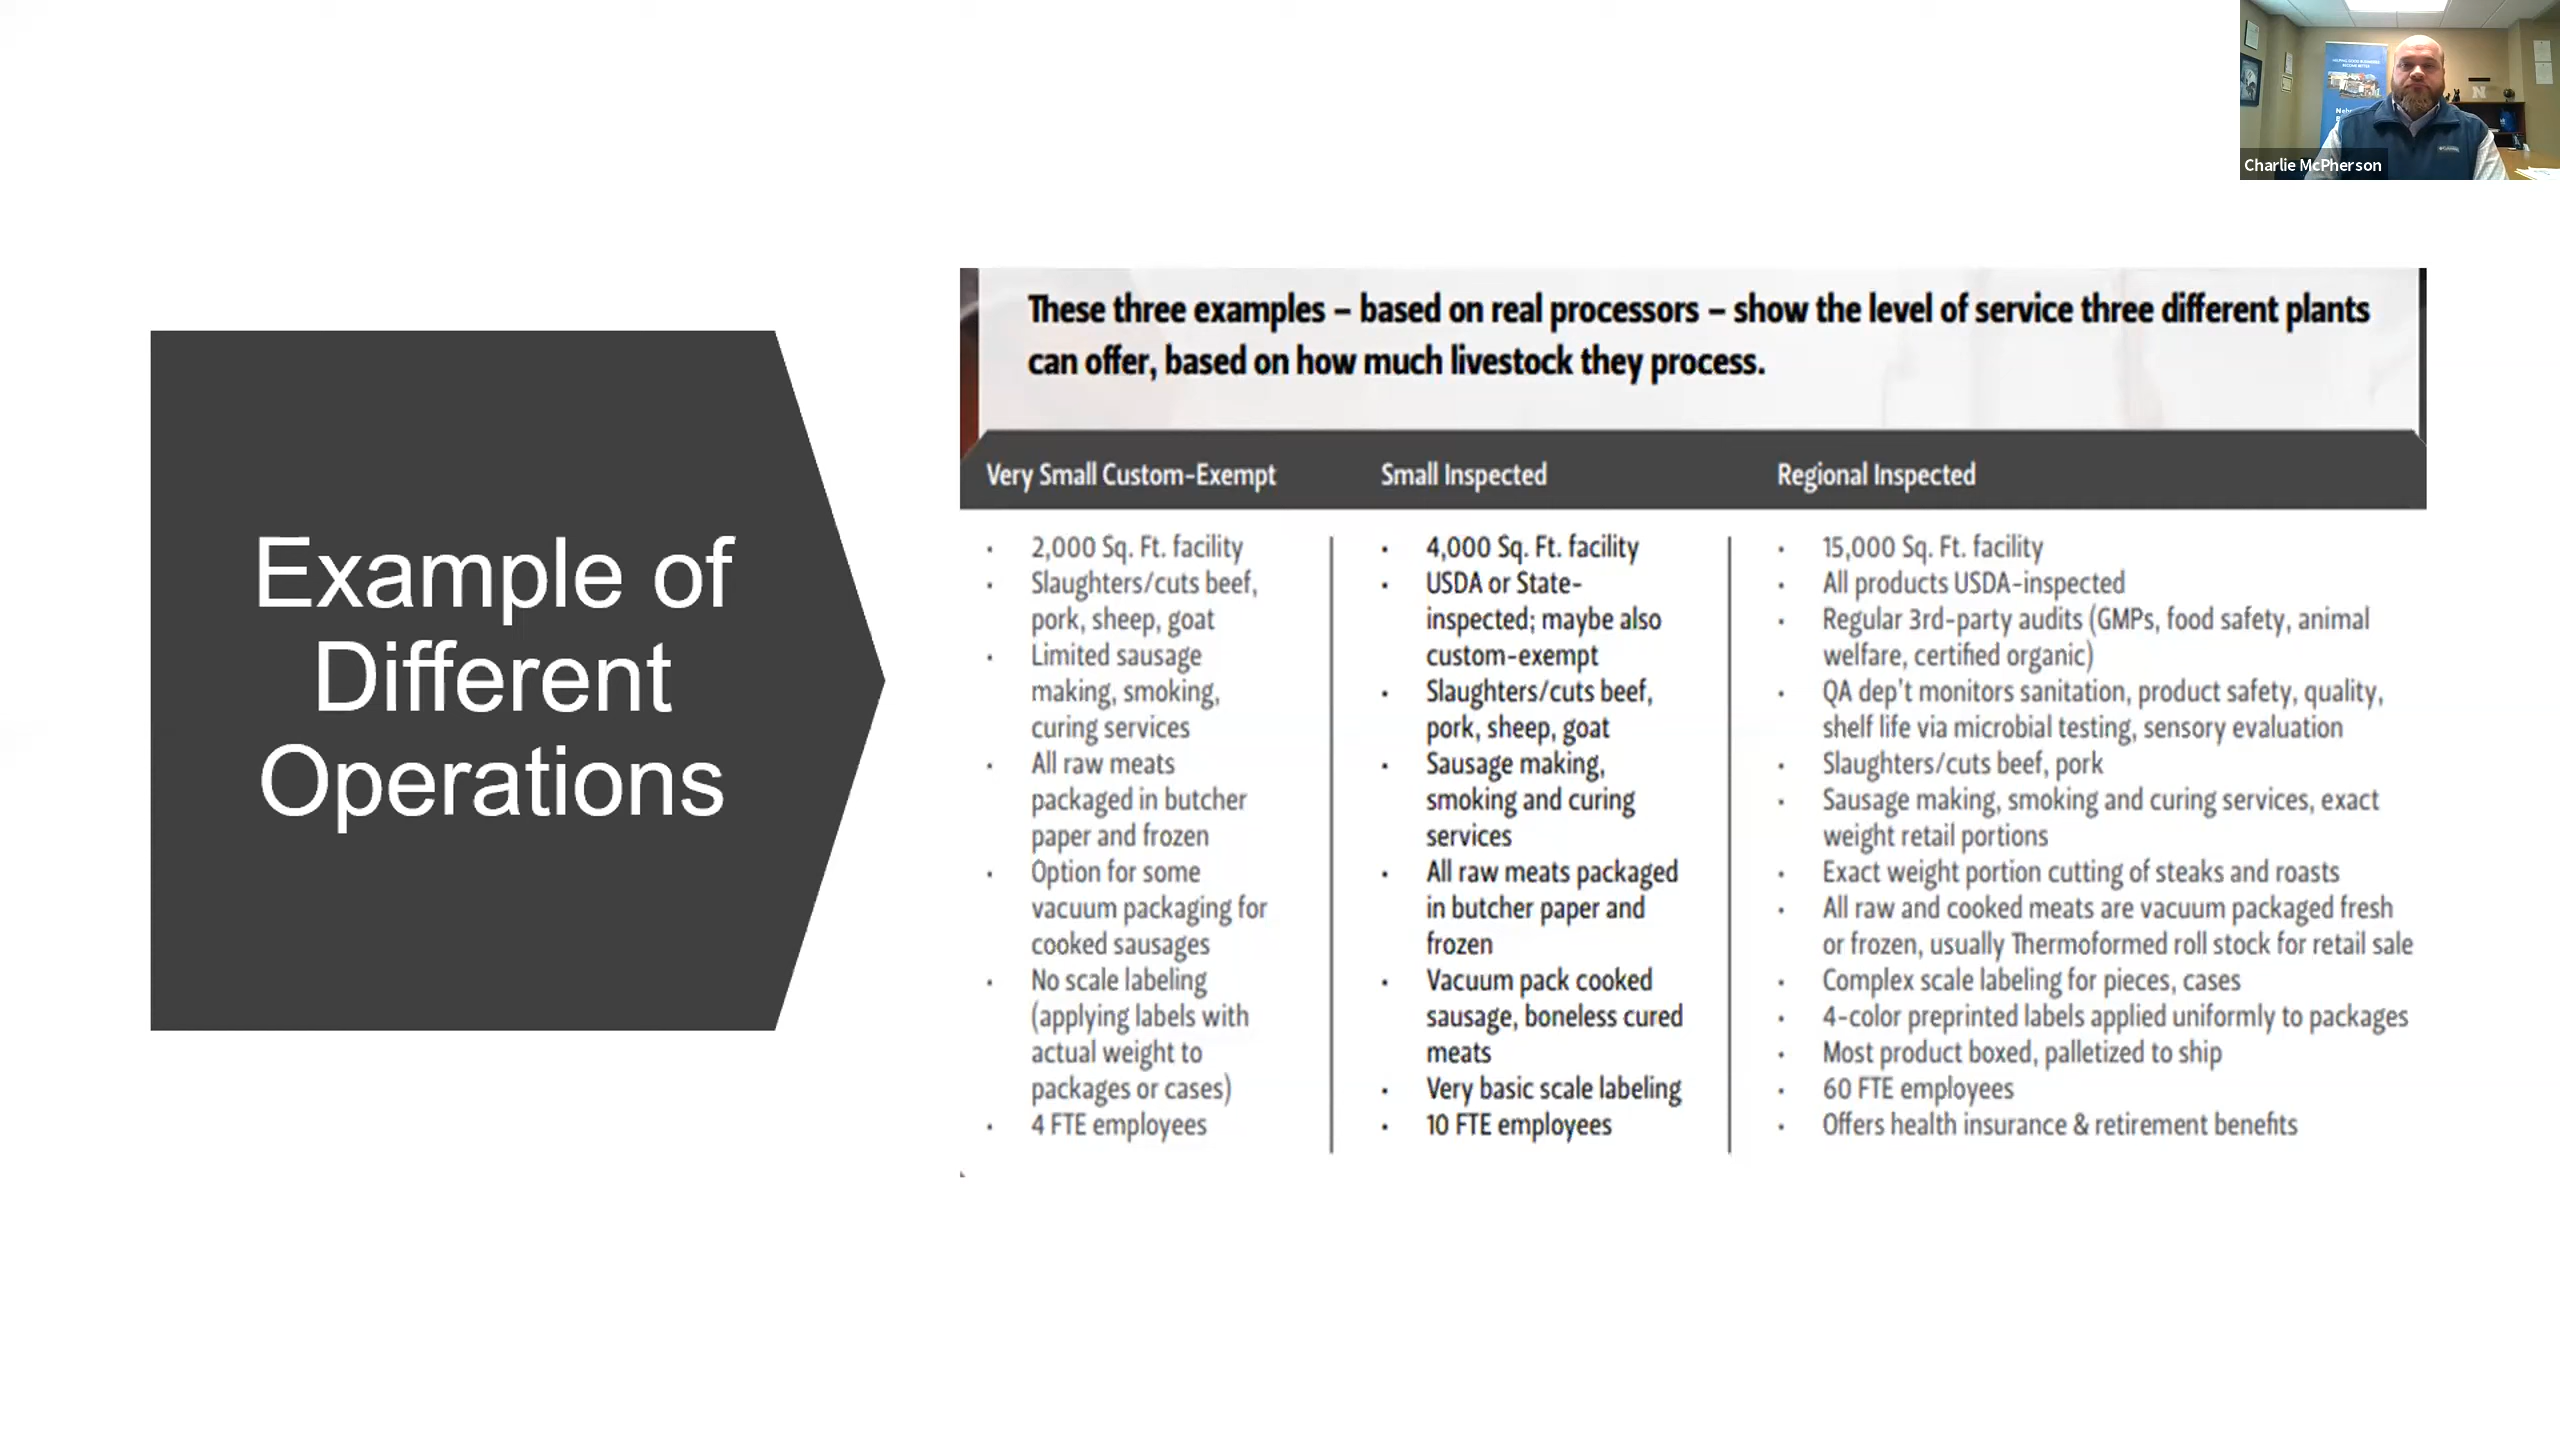 Charlie McPherson
HELPING GOOD BUSINESS
BECOME BETTER
N
Example of
Different
Operations
These three examples – based on real processors – show the level of service three different plants
can offer, based on how much livestock they process.
Very Small Custom-Exempt
• 2,000 Sq. Ft. facility
• Slaughters/cuts beef,
pork, sheep, goat
• Limited sausage
making, smoking,
curing services
• All raw meats
packaged in butcher
paper and frozen
• Option for some
vacuum packaging for
cooked sausages
• No scale labeling
(applying labels with
actual weight to
packages or cases)
• 4 FTE employees
Small Inspected
• 4,000 Sq. Ft. facility
• USDA or State-
inspected; maybe also
custom-exempt
• Slaughters/cuts beef,
pork, sheep, goat
• Sausage making,
smoking and curing
services
• All raw meats packaged
in butcher paper and
frozen
• Vacuum pack cooked
sausage, boneless cured
meats
• Very basic scale labeling
• 10 FTE employees
Regional Inspected
• 15,000 Sq. Ft. facility
• All products USDA-inspected
• Regular 3rd-party audits (GMPs, food safety, animal
welfare, certified organic)
• QA dep't monitors sanitation, product safety, quality,
shelf life via microbial testing, sensory evaluation
• Slaughters/cuts beef, pork
• Sausage making, smoking and curing services, exact
weight retail portions
• Exact weight portion cutting of steaks and roasts
• All raw and cooked meats are vacuum packaged fresh
or frozen, usually Thermoformed roll stock for retail sale
• Complex scale labeling for pieces, cases
• 4-color preprinted labels applied uniformly to packages
• Most product boxed, palletized to ship
• 60 FTE employees
• Offers health insurance & retirement benefits